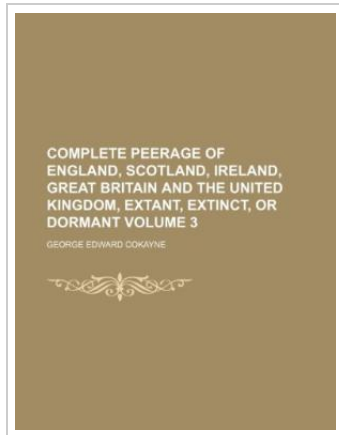 COMPLETE PEERAGE OF
ENGLAND, SCOTLAND, IRELAND,
GREAT BRITAIN AND THE UNITED
KINGDOM, EXTANT, EXTINCT, OR
DORMANT VOLUME 3
GEORGE EDWARD COKAYNE